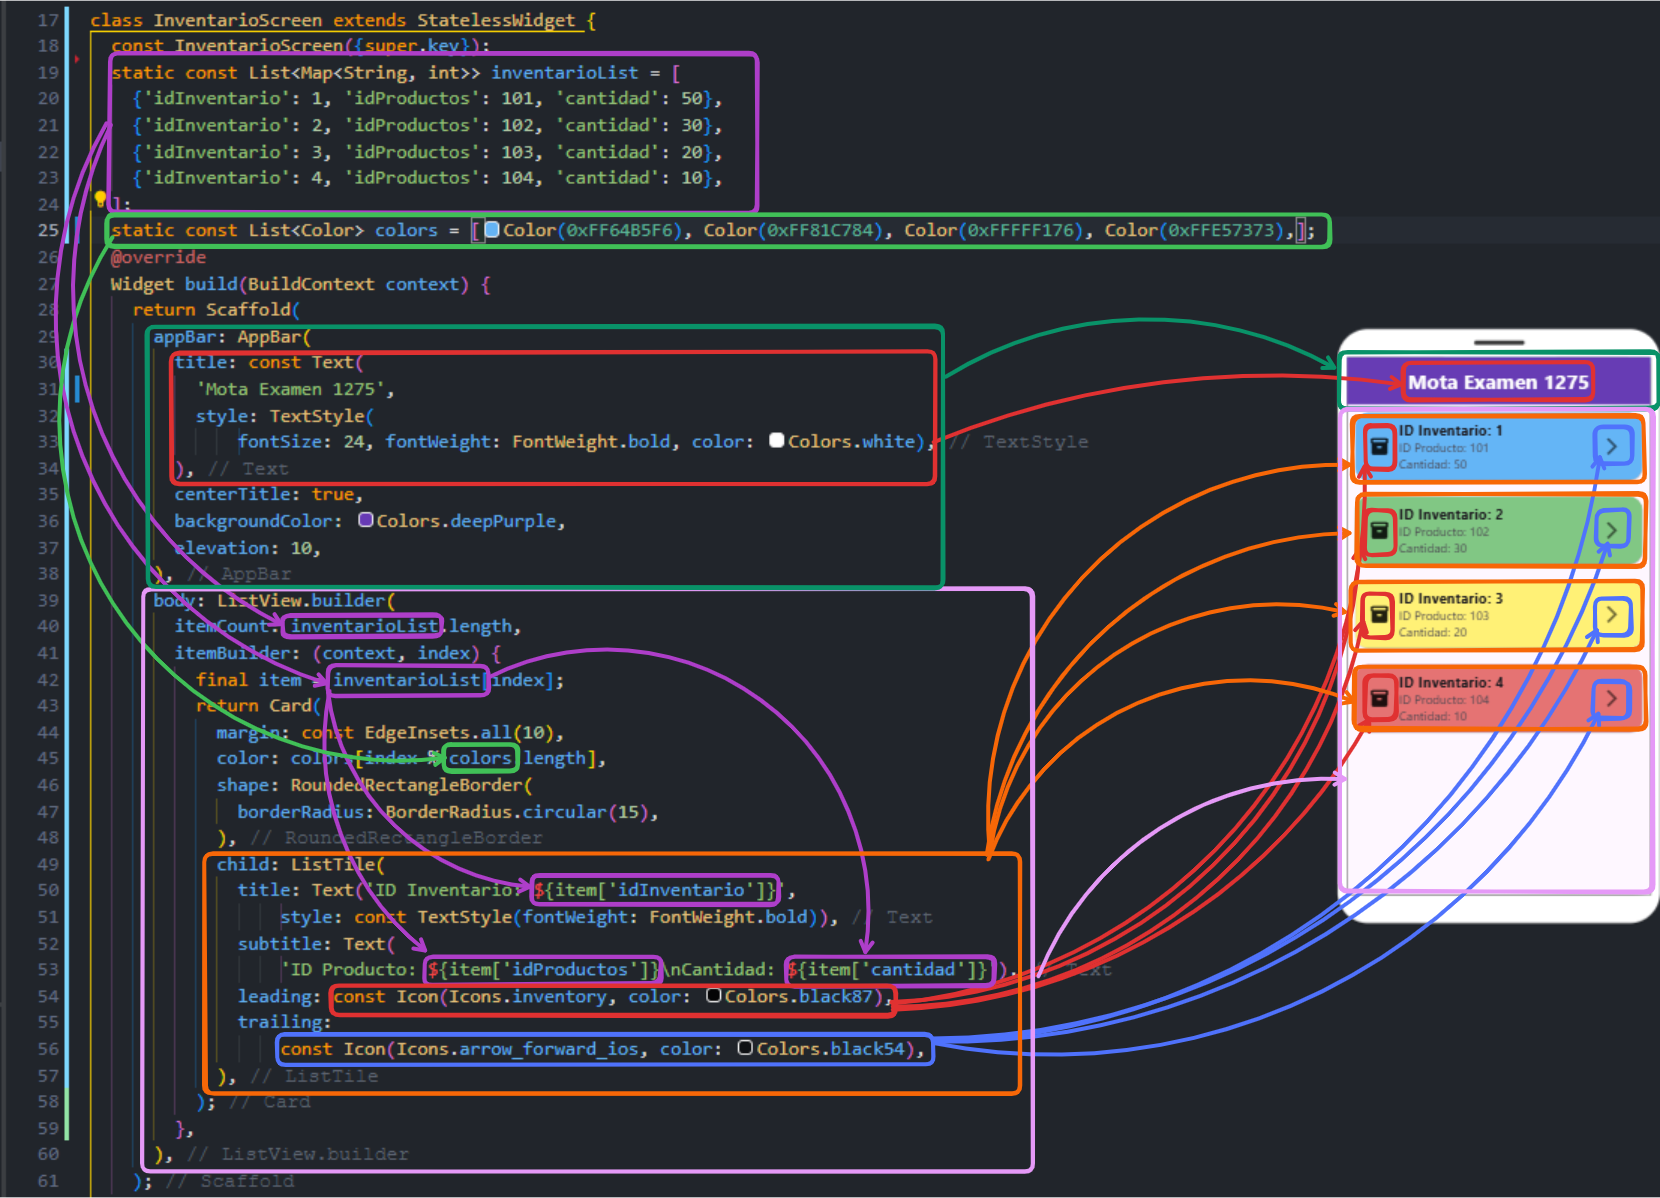 17 class InventarioScreen extends StatelessWidget {
18 const InventarioScreen({super.key});
19 static const List<Map<String, int>> inventarioList = [
20 {'idInventario': 1, 'idProductos': 101, 'cantidad': 50},
21 {'idInventario': 2, 'idProductos': 102, 'cantidad': 30},
22 {'idInventario': 3, 'idProductos': 103, 'cantidad': 20},
23 {'idInventario': 4, 'idProductos': 104, 'cantidad': 10},
24 ];
25 static const List<Color> colors = [Color(0xFF64B5F6), Color(0xFF81C784), Color(0xFFFFF176), Color(0xFFE57373),];
26 @override
27 Widget build(BuildContext context) {
28 return Scaffold(
29 appBar: AppBar(
30 title: const Text(
31 'Mota Examen 1275',
32 style: TextStyle(
33 fontSize: 24, fontWeight: FontWeight.bold, color: Colors.white), // TextStyle
34 ), // Text
35 centerTitle: true,
36 backgroundColor: Colors.deepPurple,
37 elevation: 10,
38 ), // AppBar
39 body: ListView.builder(
40 itemCount: inventarioList.length,
41 itemBuilder: (context, index) {
42 final item = inventarioList[index];
43 return Card(
44 margin: const EdgeInsets.all(10),
45 color: colors[index % colors.length],
46 shape: RoundedRectangleBorder(
47 borderRadius: BorderRadius.circular(15),
48 ), // RoundedRectangleBorder
49 child: ListTile(
50 title: Text('ID Inventario: ${item['idInventario']}',
51 style: const TextStyle(fontWeight: FontWeight.bold)), // Text
52 subtitle: Text(
53 'ID Producto: ${item['idProductos']}\nCantidad: ${item['cantidad']}'), // Text
54 leading: const Icon(Icons.inventory, color: Colors.black87),
55 trailing:
56 const Icon(Icons.arrow_forward_ios, color: Colors.black54),
57 ), // ListTile
58 ); // Card
59 },
60 ), // ListView.builder
61 ); // Scaffold
Mota Examen 1275
ID Inventario: 1
ID Producto: 101
Cantidad: 50
ID Inventario: 2
ID Producto: 102
Cantidad: 30
ID Inventario: 3
ID Producto: 103
Cantidad: 20
ID Inventario: 4
ID Producto: 104
Cantidad: 10